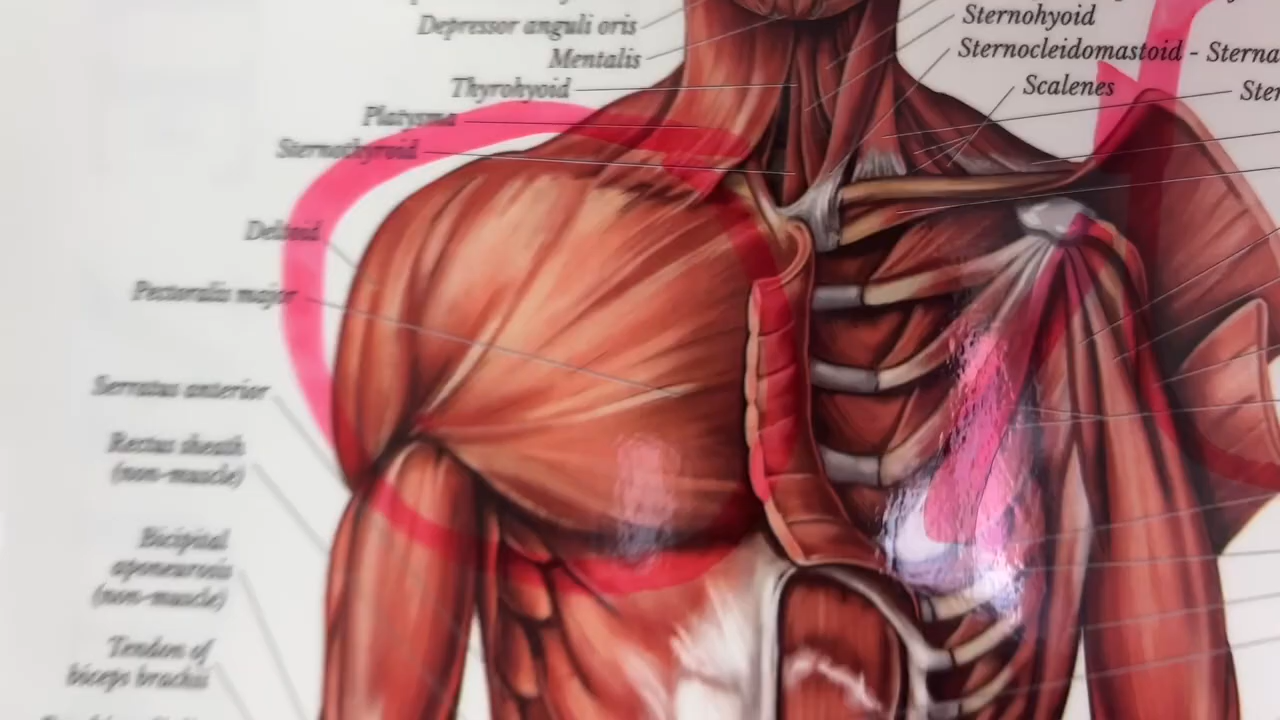 Depressor anguli oris
Mentalis
Thyrohyoid
Platysma
Sternothyroid
Deltoid
Pectoralis major
Serratus anterior
Rectus sheath
(non-muscle)
Bicipital
aponeurosis
(non-muscle)
Tendon of
biceps brachii
Sternohyoid
Sternocleidomastoid - Sterna
Scalenes
Ster